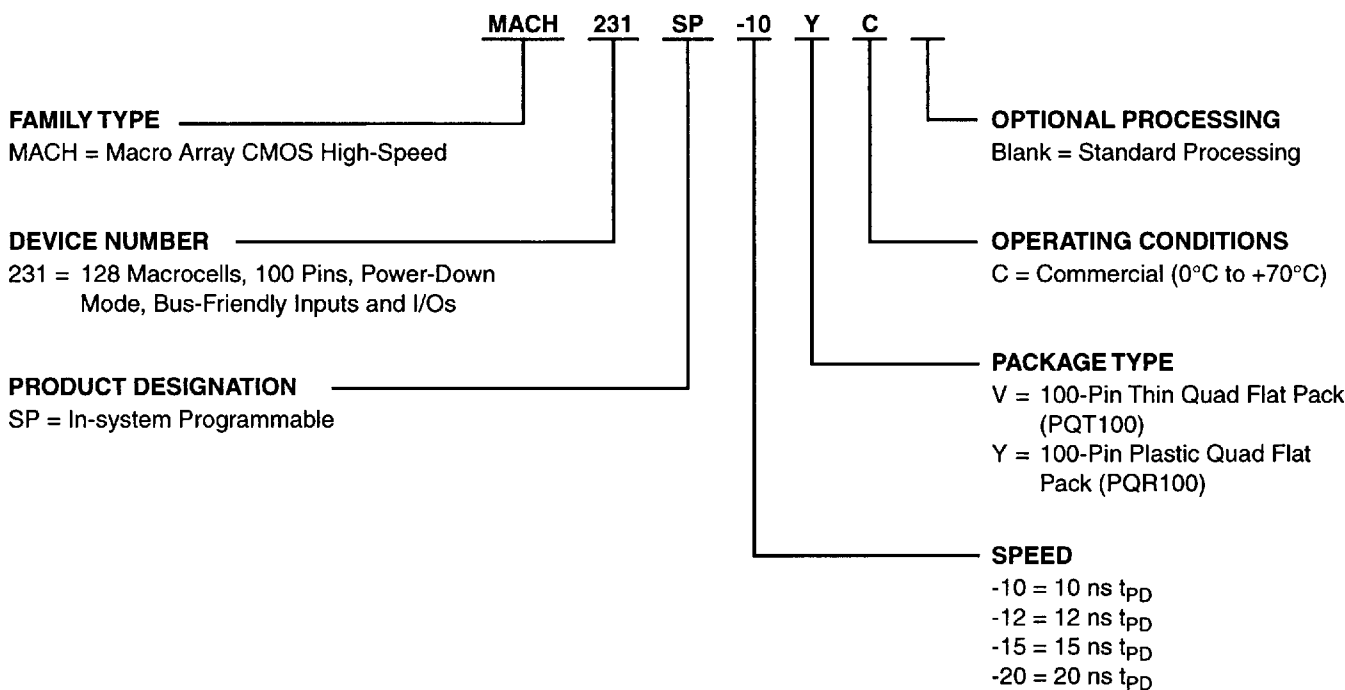 MACH 231 SP -10 Y C
FAMILY TYPE
MACH = Macro Array CMOS High-Speed
DEVICE NUMBER
231 = 128 Macrocells, 100 Pins, Power-Down
Mode, Bus-Friendly Inputs and I/Os
PRODUCT DESIGNATION
SP = In-system Programmable
OPTIONAL PROCESSING
Blank = Standard Processing
OPERATING CONDITIONS
C = Commercial (0°C to +70°C)
PACKAGE TYPE
V = 100-Pin Thin Quad Flat Pack
(PQT100)
Y = 100-Pin Plastic Quad Flat
Pack (PQR100)
SPEED
-10 = 10 ns tPD
-12 = 12 ns tPD
-15 = 15 ns tPD
-20 = 20 ns tPD